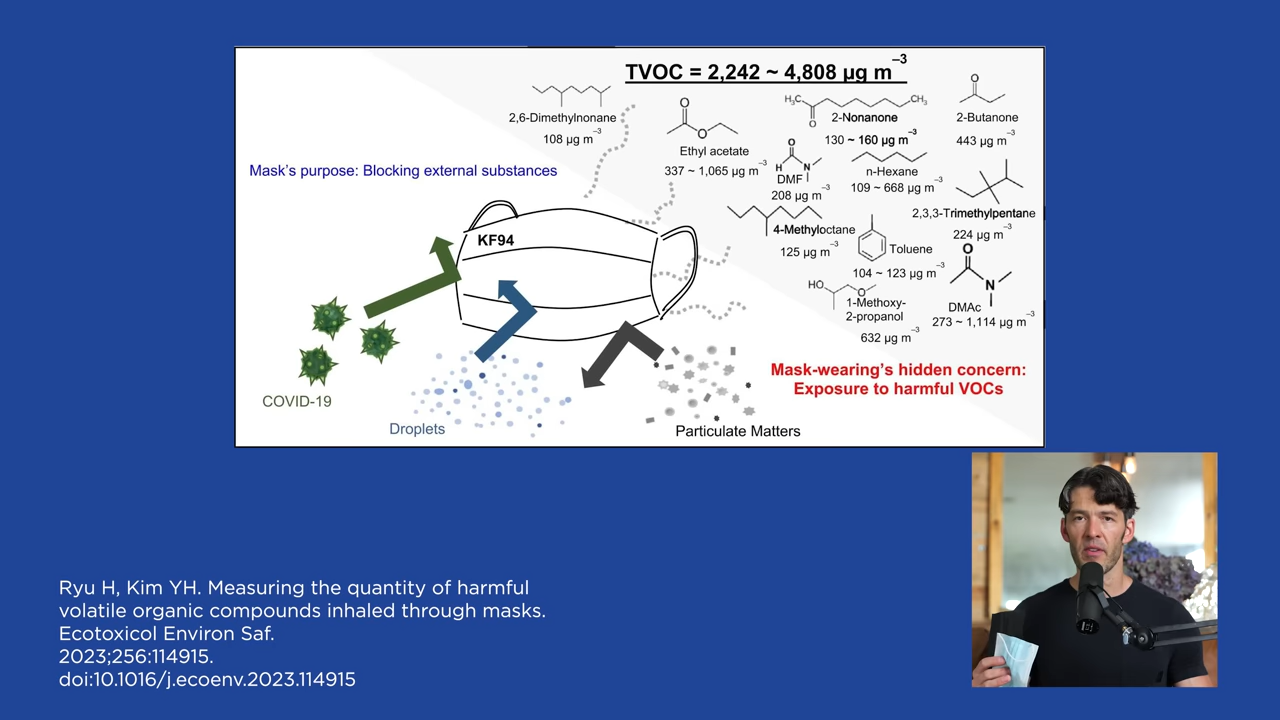 TVOC = 2,242 ~ 4,808 µg m⁻³
2,6-Dimethylnonane
108 µg m⁻³
Ethyl acetate
337 ~ 1,065 µg m⁻³
H₃C
CH₃
O
2-Nonanone
130 ~ 160 µg m⁻³
O
2-Butanone
443 µg m⁻³
O
O
O
H
N
DMF
208 µg m⁻³
n-Hexane
109 ~ 668 µg m⁻³
2,3,3-Trimethylpentane
224 µg m⁻³
4-Methyloctane
125 µg m⁻³
Toluene
104 ~ 123 µg m⁻³
HO
O
1-Methoxy-
2-propanol
632 µg m⁻³
O
N
DMAc
273 ~ 1,114 µg m⁻³
Mask's purpose: Blocking external substances
KF94
COVID-19
Droplets
Particulate Matters
Mask-wearing's hidden concern:
Exposure to harmful VOCs
Ryu H, Kim YH. Measuring the quantity of harmful
volatile organic compounds inhaled through masks.
Ecotoxicol Environ Saf.
2023;256:114915.
doi:10.1016/j.ecoenv.2023.114915